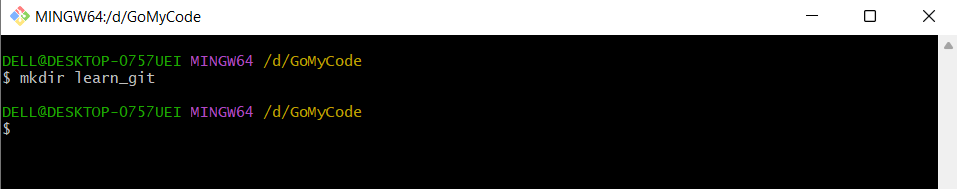 MINGW64:/d/GoMyCode
DELL@DESKTOP-0757UEI MINGW64 /d/GoMyCode
$ mkdir learn_git
DELL@DESKTOP-0757UEI MINGW64 /d/GoMyCode
$